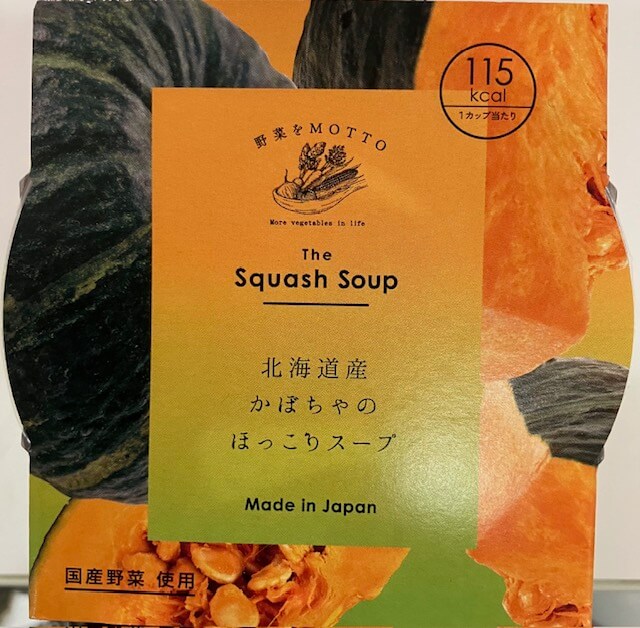 115
kcal
1カップ当たり
野菜をMOTTO
More vegetables in life
The
Squash Soup
北海道産
かぼちゃの
ほっこりスープ
Made in Japan
国産野菜 使用